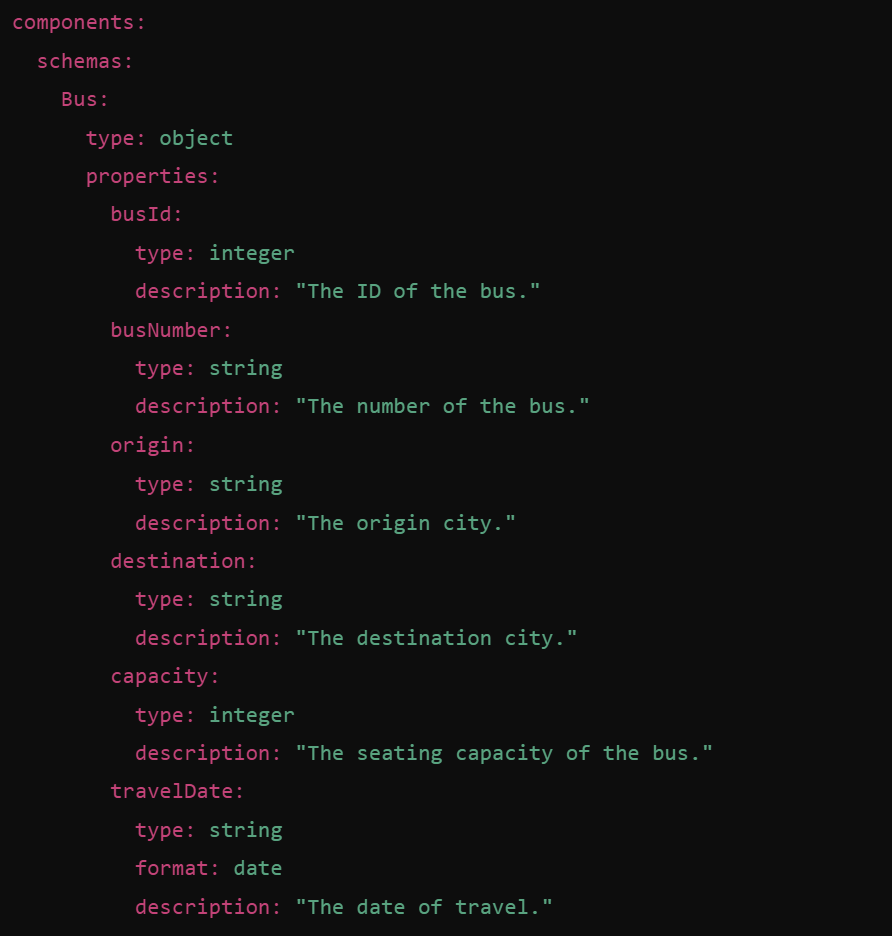 components:
  schemas:
    Bus:
      type: object
      properties:
        busId:
          type: integer
          description: "The ID of the bus."
        busNumber:
          type: string
          description: "The number of the bus."
        origin:
          type: string
          description: "The origin city."
        destination:
          type: string
          description: "The destination city."
        capacity:
          type: integer
          description: "The seating capacity of the bus."
        travelDate:
          type: string
          format: date
          description: "The date of travel."